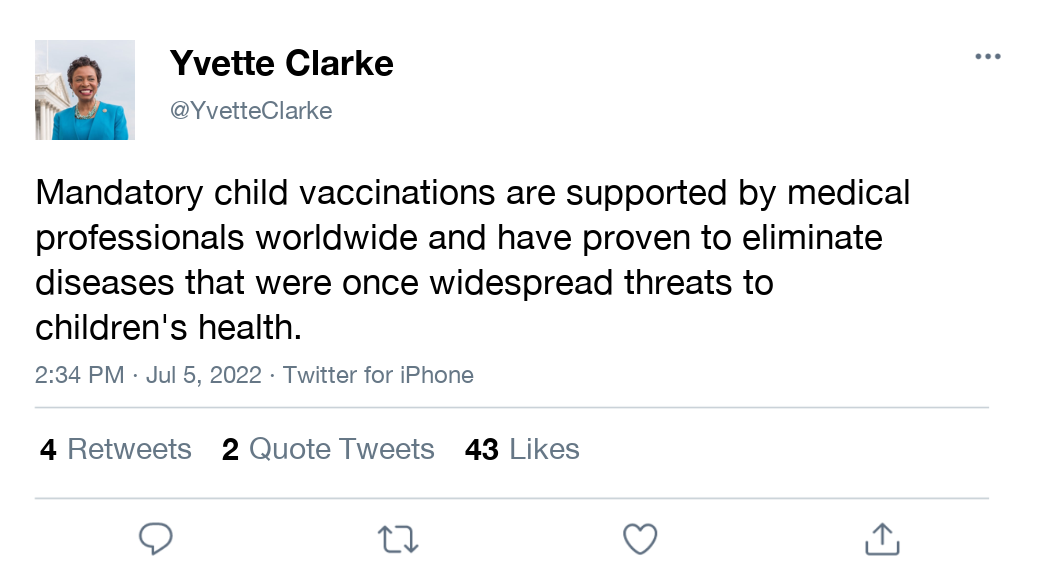 Yvette Clarke
@YvetteClarke
Mandatory child vaccinations are supported by medical
professionals worldwide and have proven to eliminate
diseases that were once widespread threats to
children's health.
2:34 PM · Jul 5, 2022 · Twitter for iPhone
4 Retweets 2 Quote Tweets 43 Likes